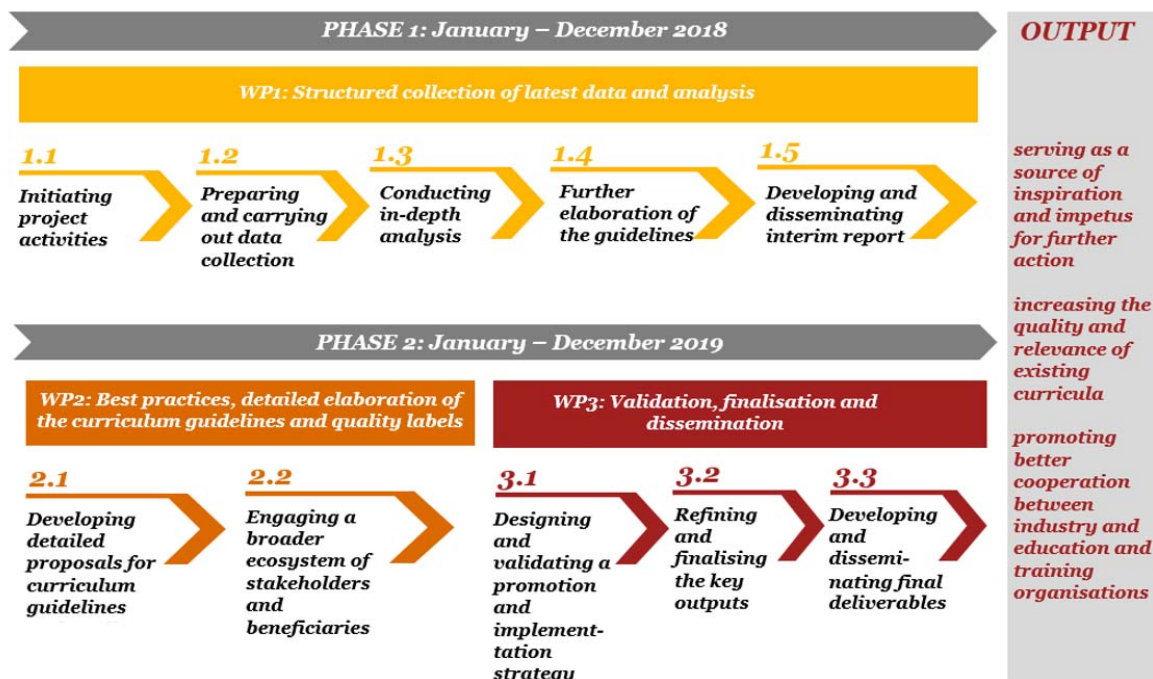 PHASE 1: January – December 2018
WP1: Structured collection of latest data and analysis
1.1
Initiating
project
activities
1.2
Preparing
and carrying
out data
collection
1.3
Conducting
in-depth
analysis
1.4
Further
elaboration of
the guidelines
1.5
Developing and
disseminating
interim report
PHASE 2: January – December 2019
WP2: Best practices, detailed elaboration of
the curriculum guidelines and quality labels
2.1
Developing
detailed
proposals for
curriculum
guidelines
2.2
Engaging a
broader
ecosystem of
stakeholders
and
beneficiaries
WP3: Validation, finalisation and
dissemination
3.1
Designing
and
validating a
promotion
and
implement-
tation
strategy
3.2
Refining
and
finalising
the key
outputs
3.3
Developing
and
dissemi-
nating final
deliverables
OUTPUT
serving as a
source of
inspiration
and impetus
for further
action
increasing the
quality and
relevance of
existing
curricula
promoting
better
cooperation
between
industry and
education and
training
organisations